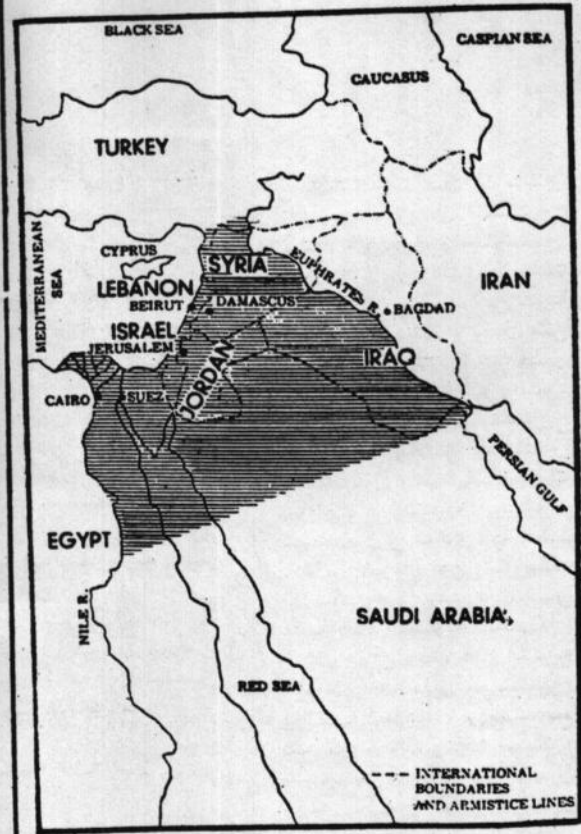 BLACK SEA
CASPIAN SEA
CAUCASUS
TURKEY
MEDITERRANEAN
SEA
CYPRUS
SYRIA
EUPHRATES R.
IRAN
LEBANON
BEIRUT
DAMASCUS
BAGDAD
ISRAEL
JERUSALEM
JORDAN
IRAQ
CAIRO
SUEZ
PERSIAN GULF
EGYPT
NILE R.
SAUDI ARABIA
RED SEA
INTERNATIONAL
BOUNDARIES
AND ARMISTICE LINES